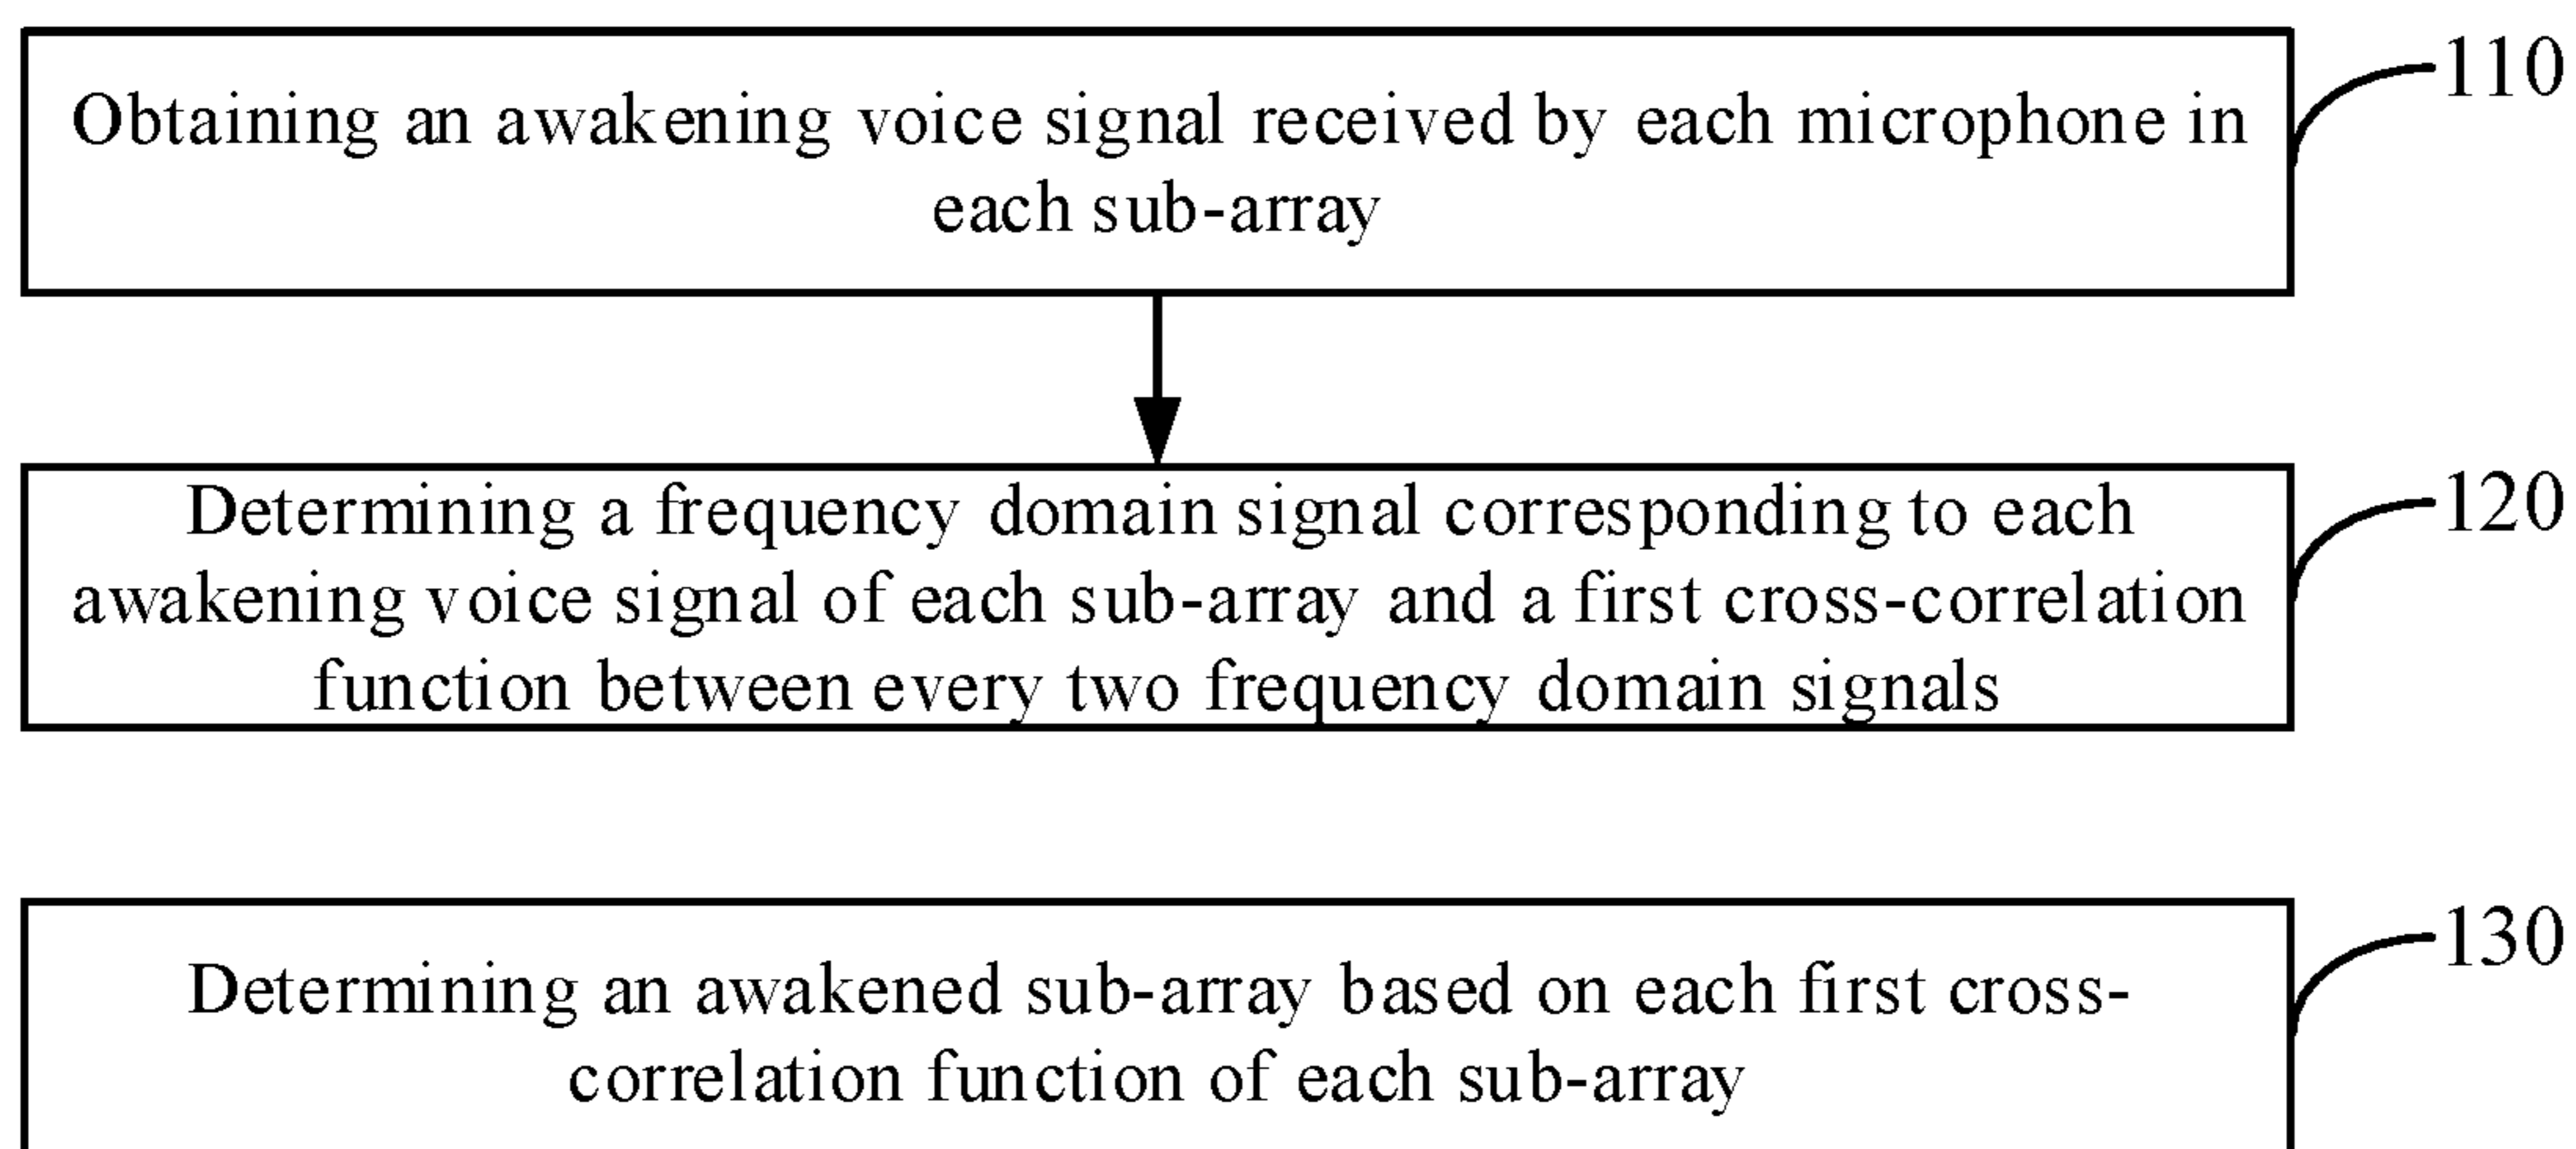 Obtaining an awakening voice signal received by each microphone in
each sub-array
110
Determining a frequency domain signal corresponding to each
awakening voice signal of each sub-array and a first cross-correlation
function between every two frequency domain signals
120
Determining an awakened sub-array based on each first cross-
correlation function of each sub-array
130